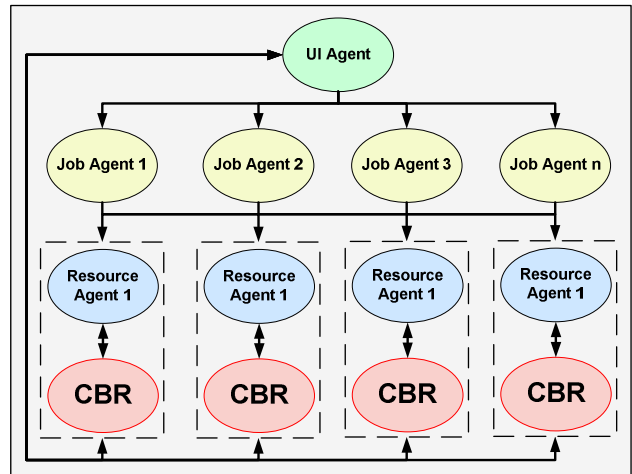 UI Agent
Job Agent 1
Job Agent 2
Job Agent 3
Job Agent n
Resource
Agent 1
Resource
Agent 1
Resource
Agent 1
Resource
Agent 1
CBR
CBR
CBR
CBR